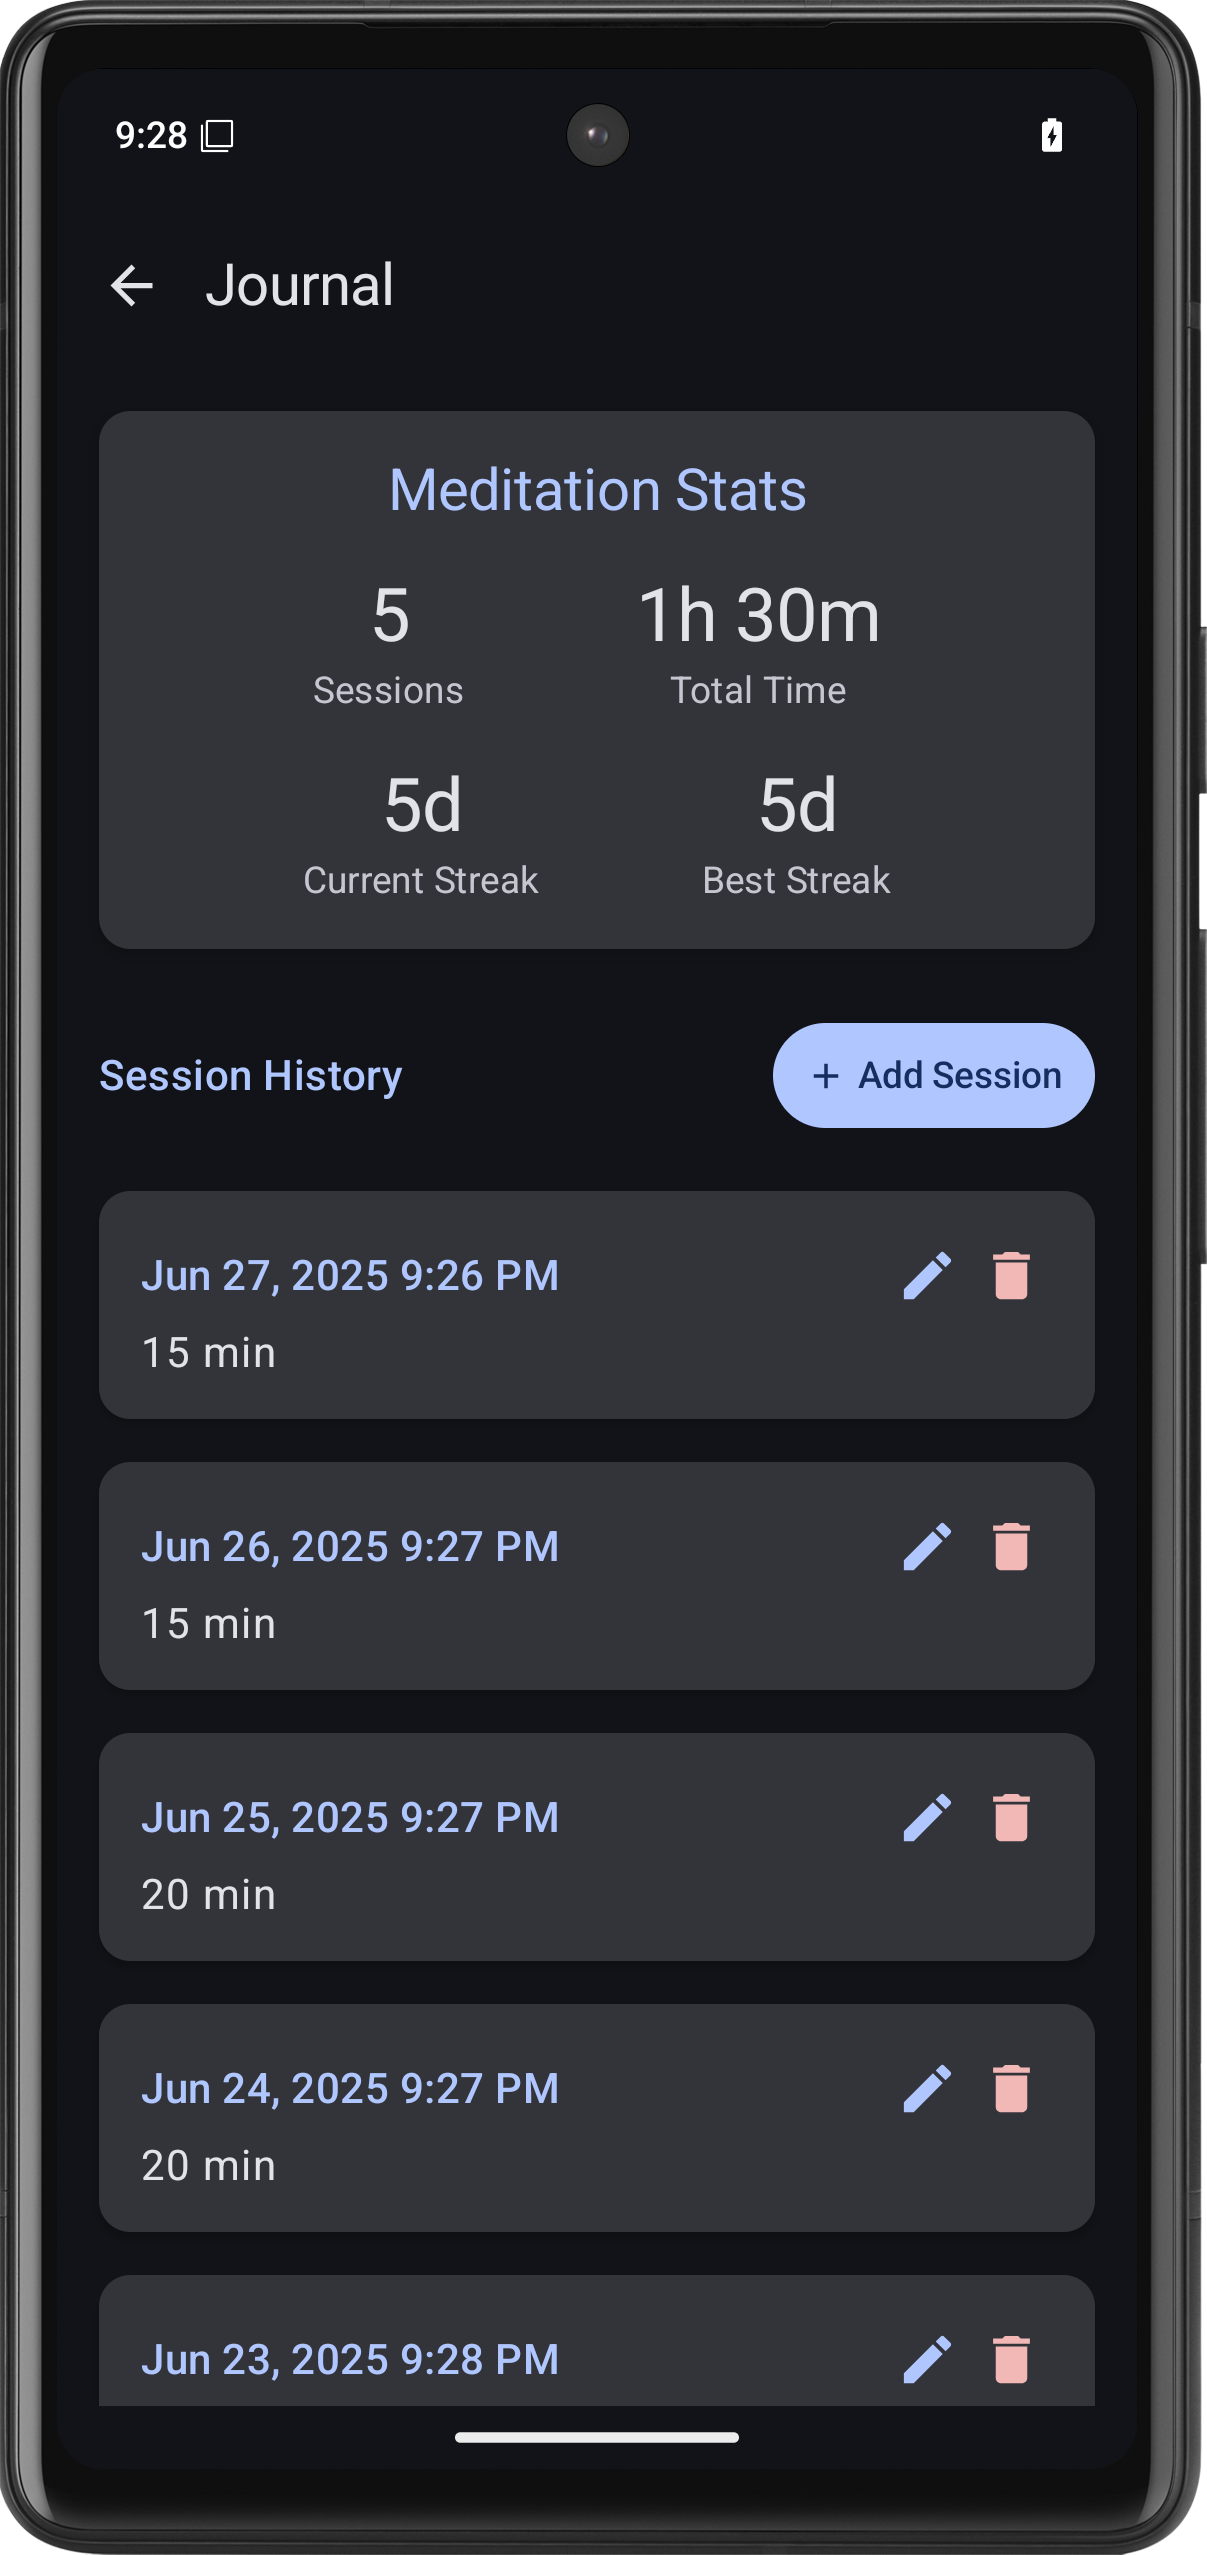 9:28
Journal
Meditation Stats
5 1h 30m
Sessions Total Time
5d 5d
Current Streak Best Streak
Session History + Add Session
Jun 27, 2025 9:26 PM
15 min
Jun 26, 2025 9:27 PM
15 min
Jun 25, 2025 9:27 PM
20 min
Jun 24, 2025 9:27 PM
20 min
Jun 23, 2025 9:28 PM